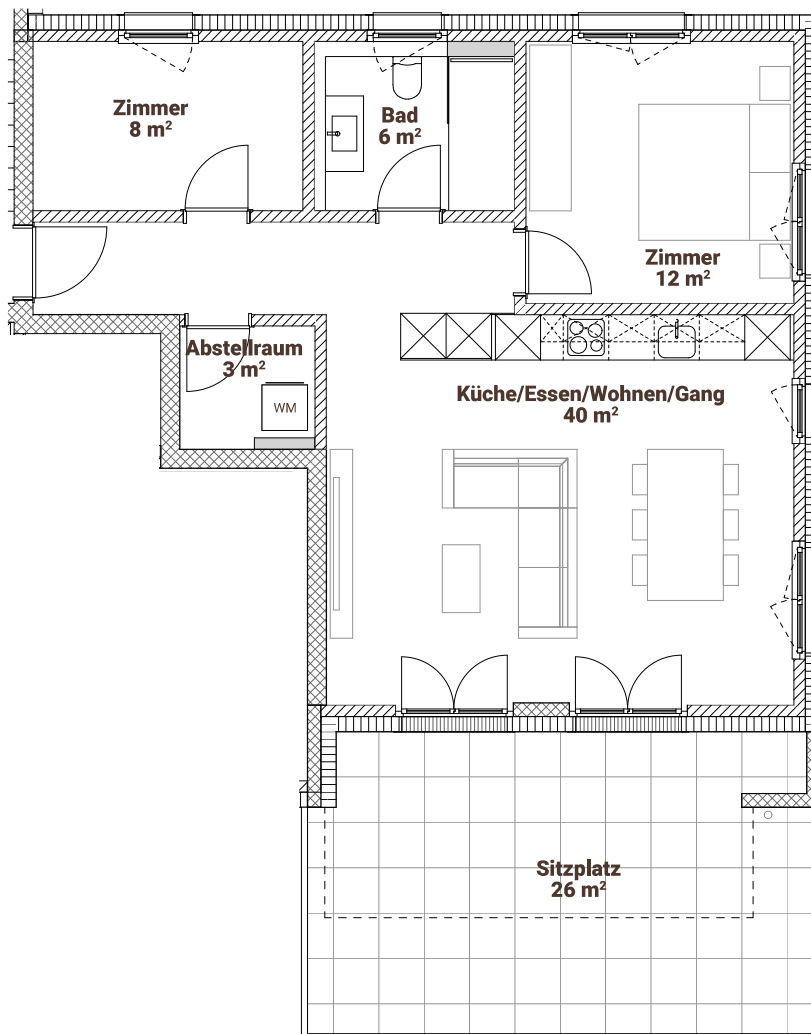 Zimmer
8 m²
Bad
6 m²
Zimmer
12 m²
Abstellraum
3 m²
WM
Küche/Essen/Wohnen/Gang
40 m²
Sitzplatz
26 m²